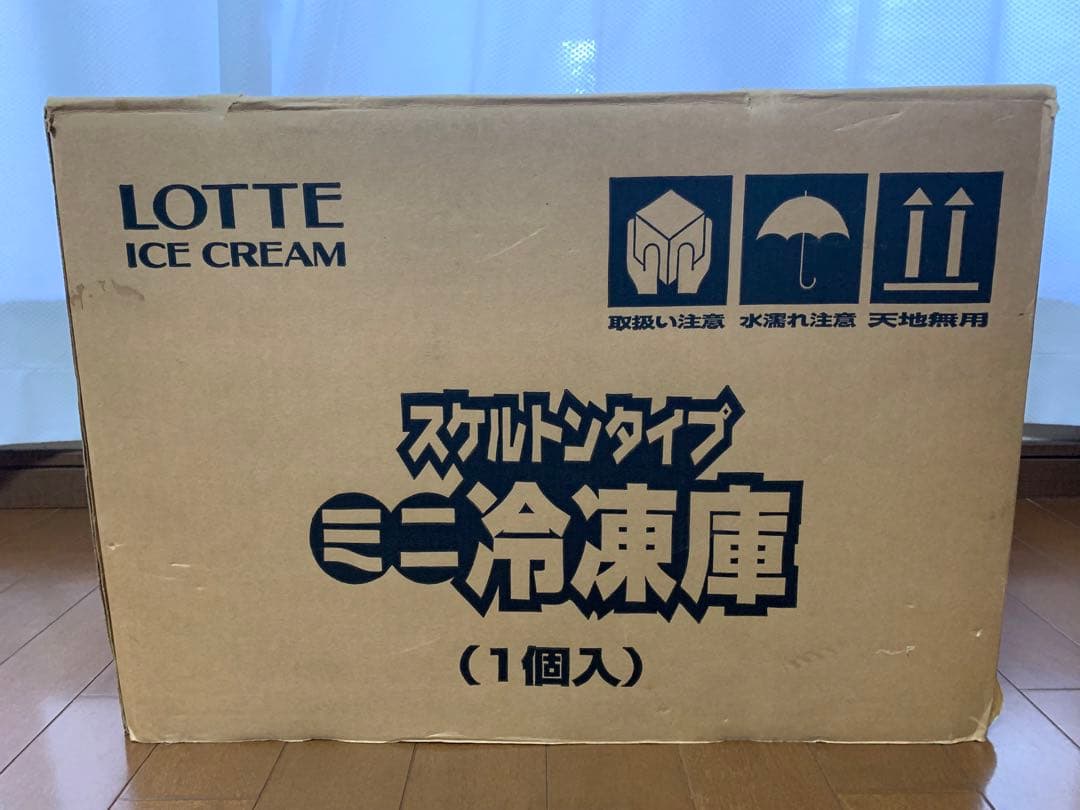 LOTTE
ICE CREAM
取扱い注意 水濡れ注意 天地無用
スケルトンタイプ
ミニ冷凍庫
(1個入)